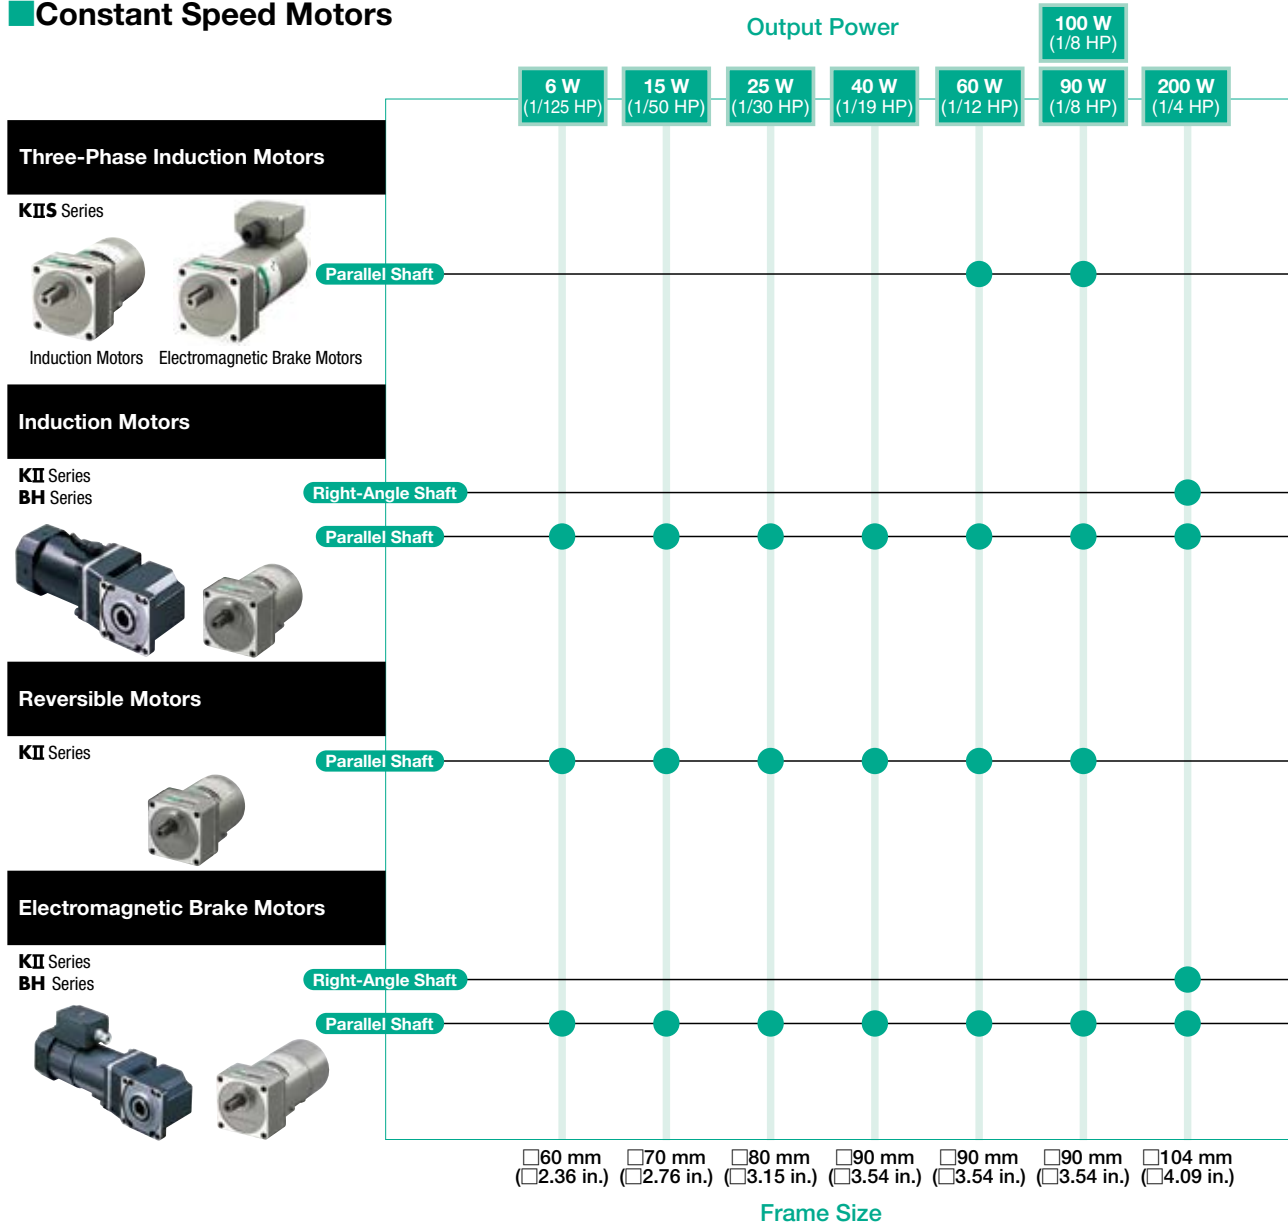 Constant Speed Motors
Output Power
100 W
(1/8 HP)
6 W
(1/125 HP)
15 W
(1/50 HP)
25 W
(1/30 HP)
40 W
(1/19 HP)
60 W
(1/12 HP)
90 W
(1/8 HP)
200 W
(1/4 HP)
Three-Phase Induction Motors
KIIS Series
Parallel Shaft
Induction Motors
Electromagnetic Brake Motors
Induction Motors
KII Series
BH Series
Right-Angle Shaft
Parallel Shaft
Reversible Motors
KII Series
Parallel Shaft
Electromagnetic Brake Motors
KII Series
BH Series
Right-Angle Shaft
Parallel Shaft
□60 mm
(□2.36 in.)
□70 mm
(□2.76 in.)
□80 mm
(□3.15 in.)
□90 mm
(□3.54 in.)
□90 mm
(□3.54 in.)
□90 mm
(□3.54 in.)
□104 mm
(□4.09 in.)
Frame Size